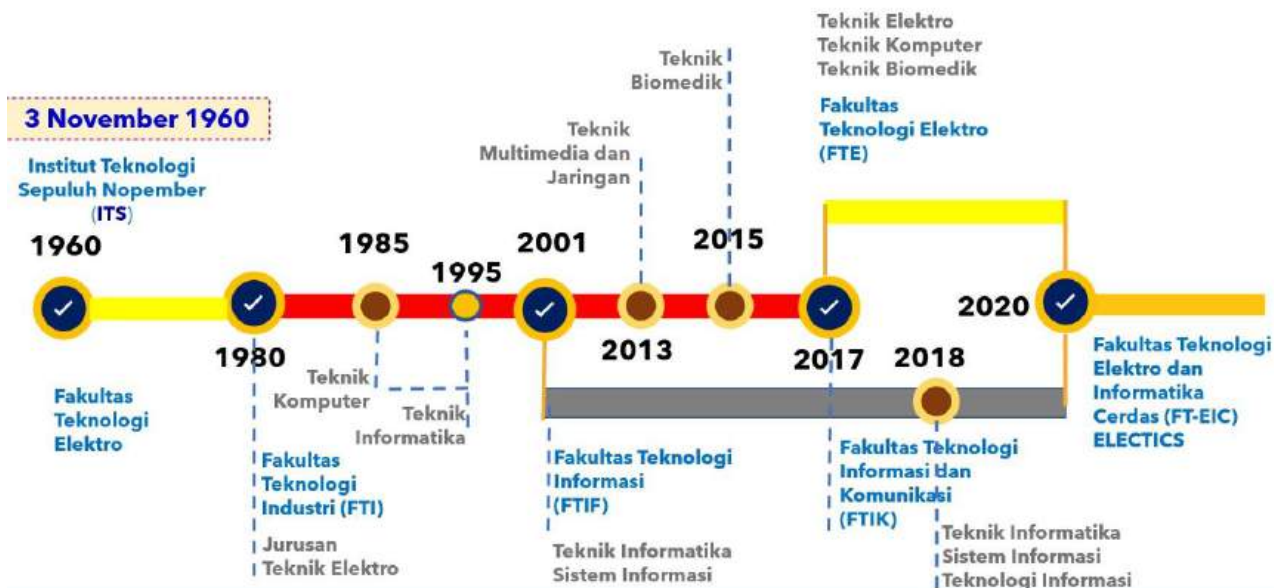 3 November 1960
Institut Teknologi
Sepuluh Nopember
(ITS)
1960
Fakultas
Teknologi
Elektro
1980
Fakultas
Teknologi
Industri (FTI)
Jurusan
Teknik Elektro
1985
Teknik
Komputer
1995
Teknik
Informatika
2001
Fakultas Teknologi
Informasi
(FTIF)
Teknik Informatika
Sistem Informasi
Teknik
Multimedia dan
Jaringan
2013
Teknik
Biomedik
2015
Teknik Elektro
Teknik Komputer
Teknik Biomedik
Fakultas
Teknologi Elektro
(FTE)
2017
Fakultas Teknologi
Informasi dan
Komunikasi
(FTIK)
2018
Teknik Informatika
Sistem Informasi
Teknologi Informasi
2020
Fakultas Teknologi
Elektro dan
Informatika
Cerdas (FT-EIC)
ELECTICS